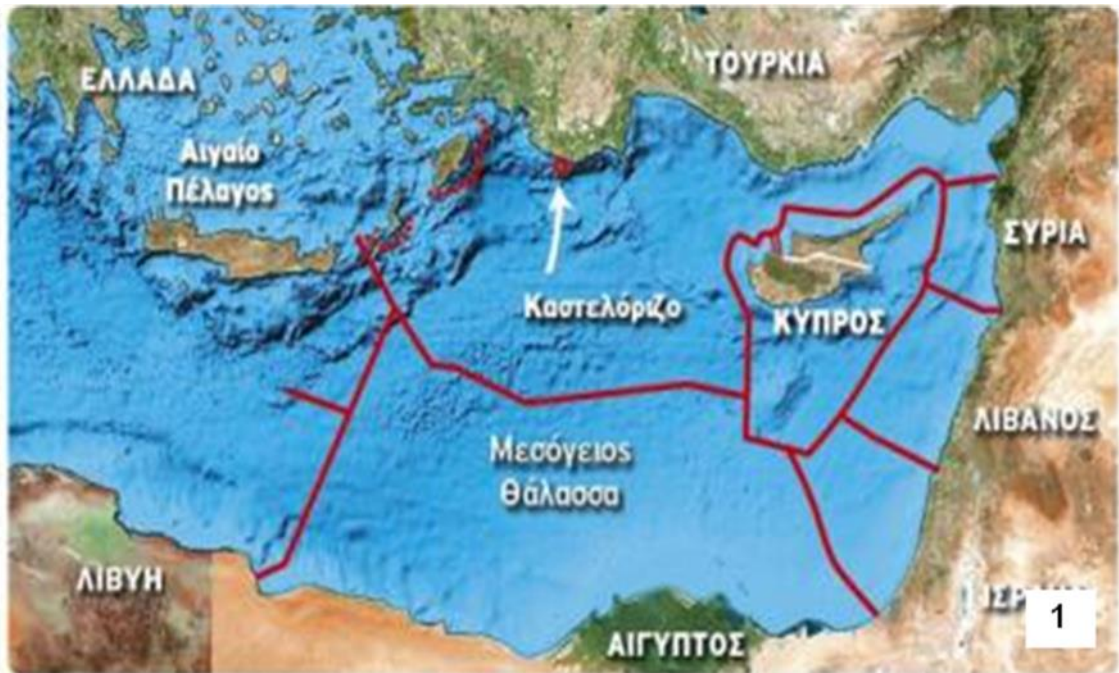 ΕΛΛΑΔΑ
ΤΟΥΡΚΙΑ
Αιγαίο
Πέλαγος
ΣΥΡΙΑ
Καστελόριζο
ΚΥΠΡΟΣ
ΛΙΒΑΝΟΣ
Μεσόγειος
Θάλασσα
ΛΙΒΥΗ
ΑΙΓΥΠΤΟΣ
1